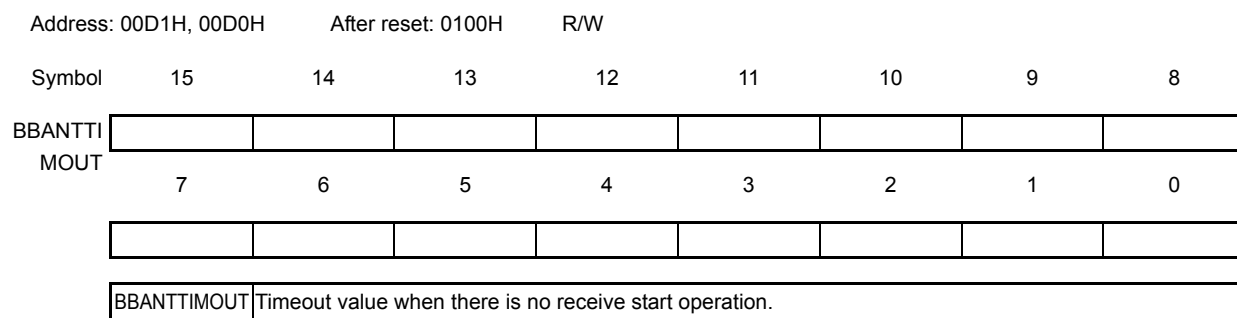 Address: 00D1H, 00D0H After reset: 0100H R/W
Symbol 15 14 13 12 11 10 9 8
BBANTTI
MOUT
7 6 5 4 3 2 1 0
BBANTTIMOUT Timeout value when there is no receive start operation.